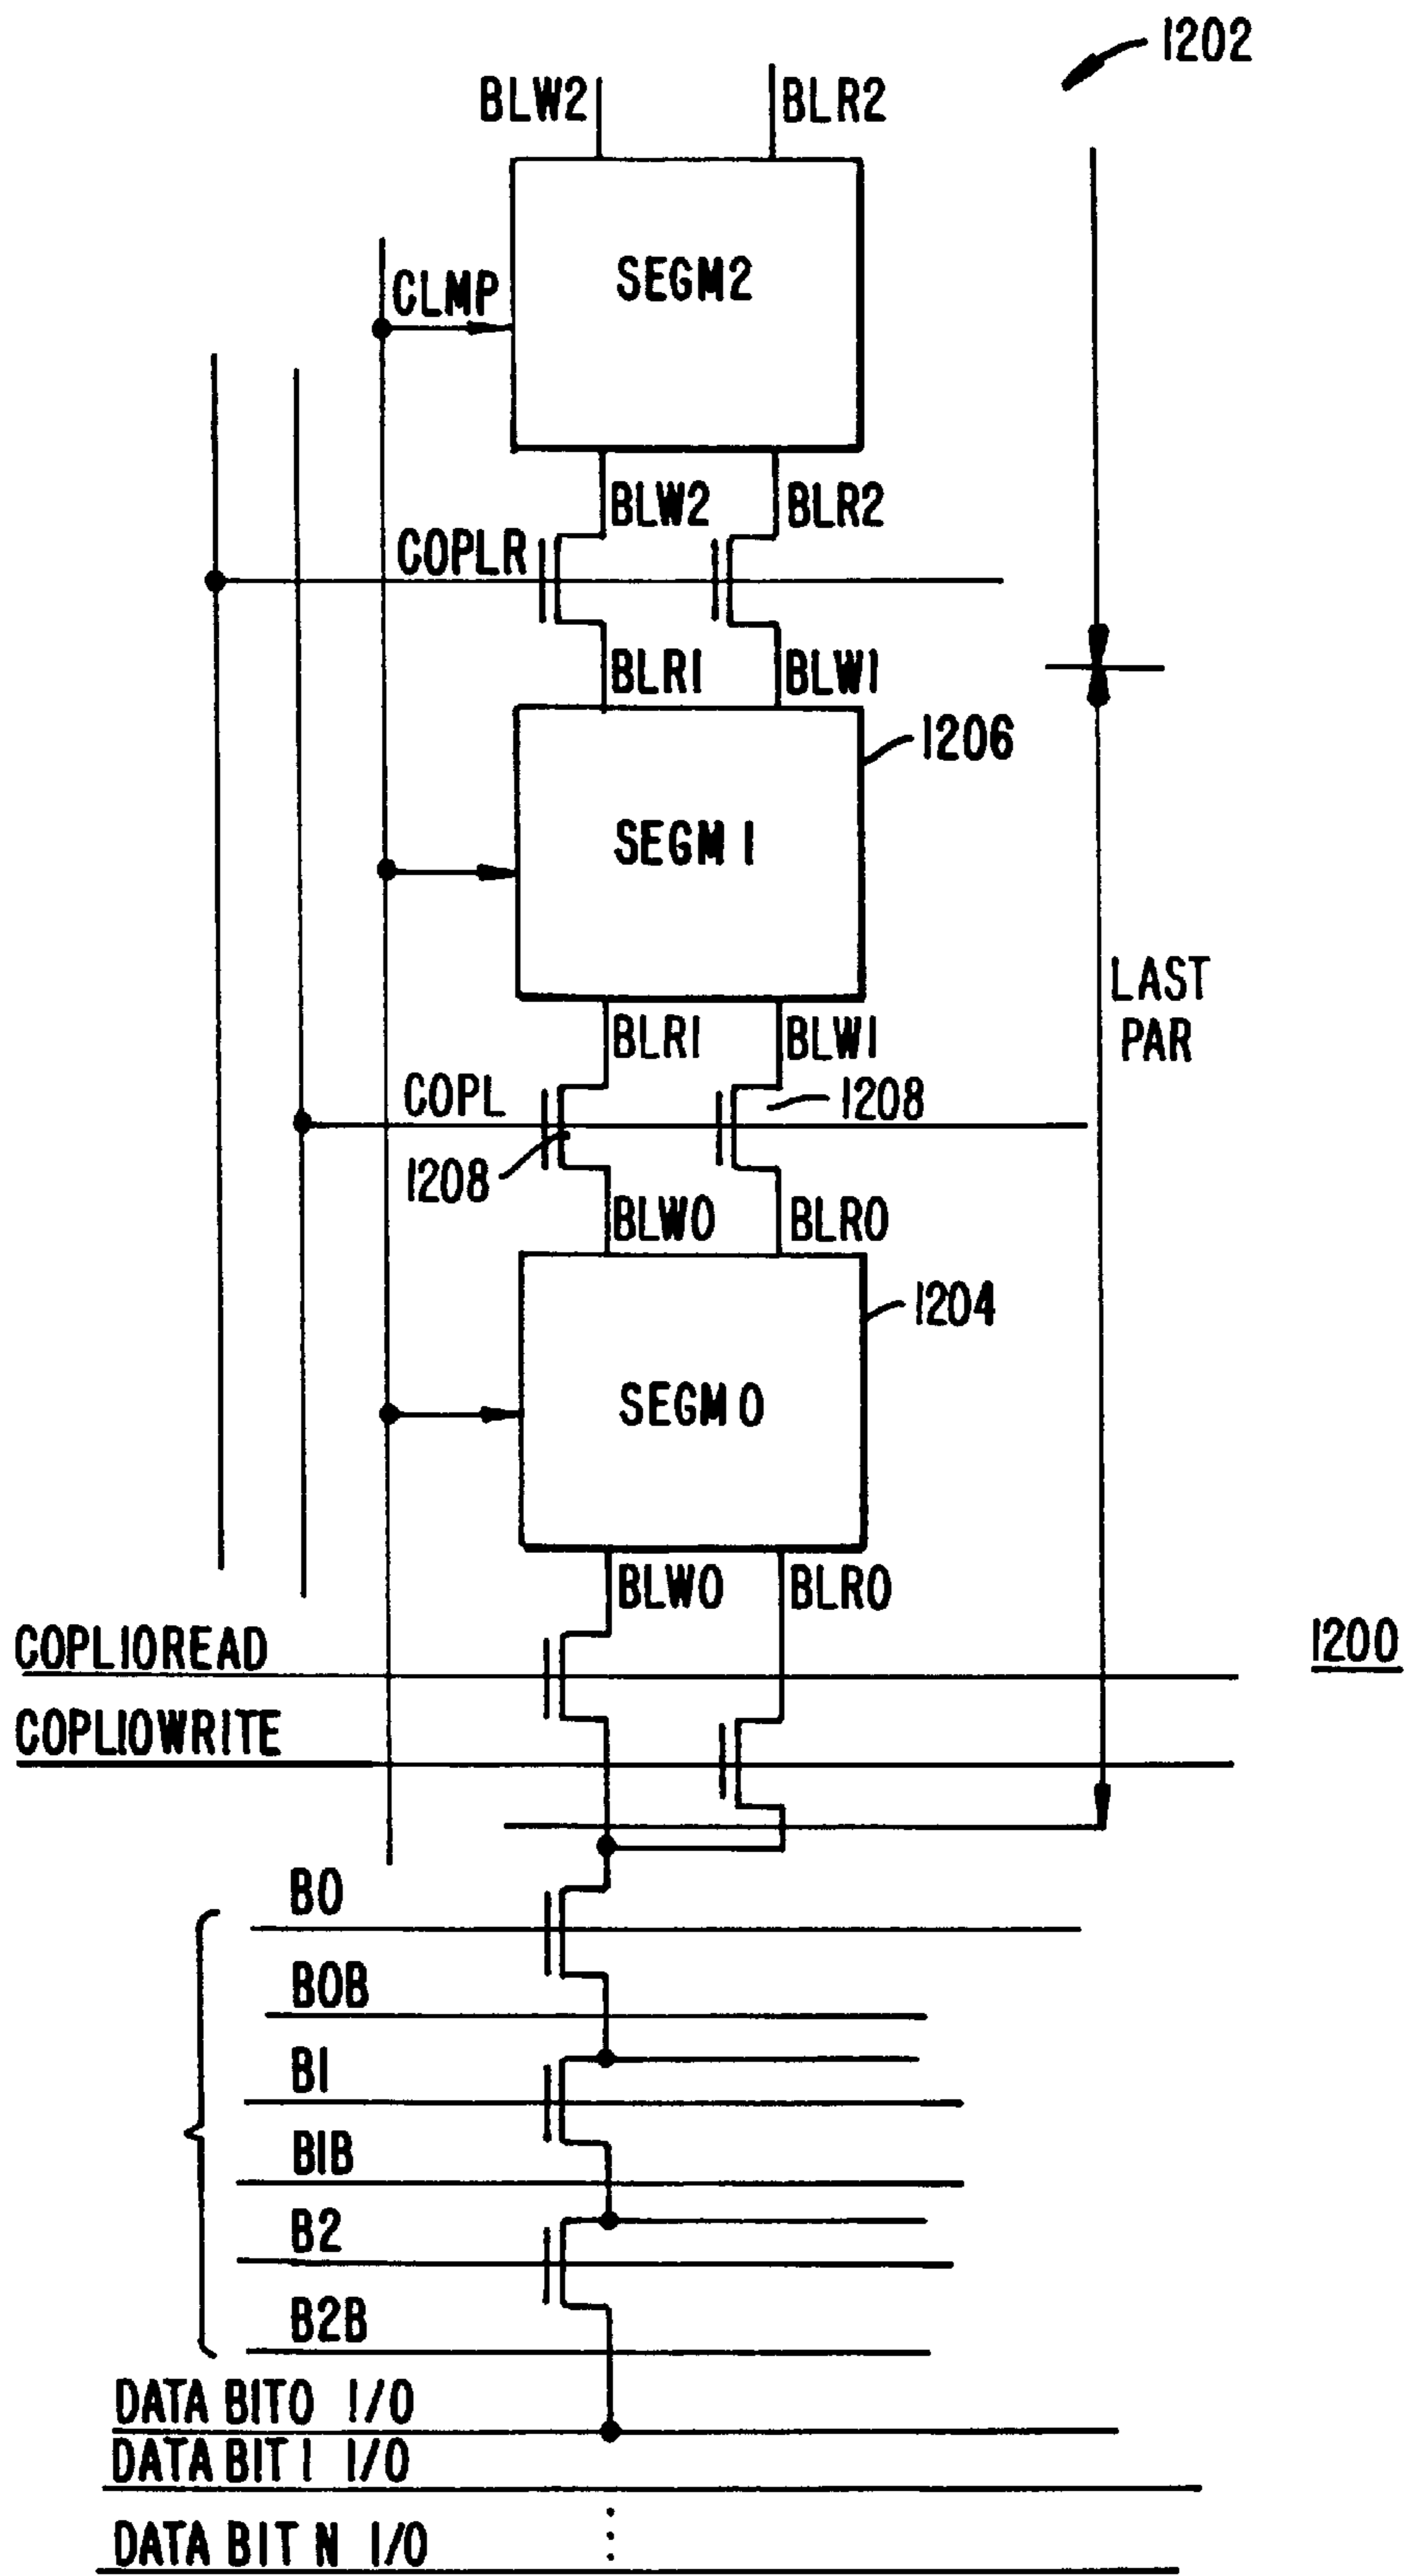 1202
BLW2 BLR2
SEGM2
CLMP
BLW2 BLR2
COPLR
BLR1 BLW1
1206
SEGM1
LAST
PAR
BLR1 BLW1
COPL 1208
1208
BLW0 BLR0
1204
SEGM0
BLW0 BLR0
COPLIOREAD
1200
COPLIOWRITE
B0
B0B
B1
B1B
B2
B2B
DATA BIT0 I/O
DATA BIT1 I/O
DATA BIT N I/O